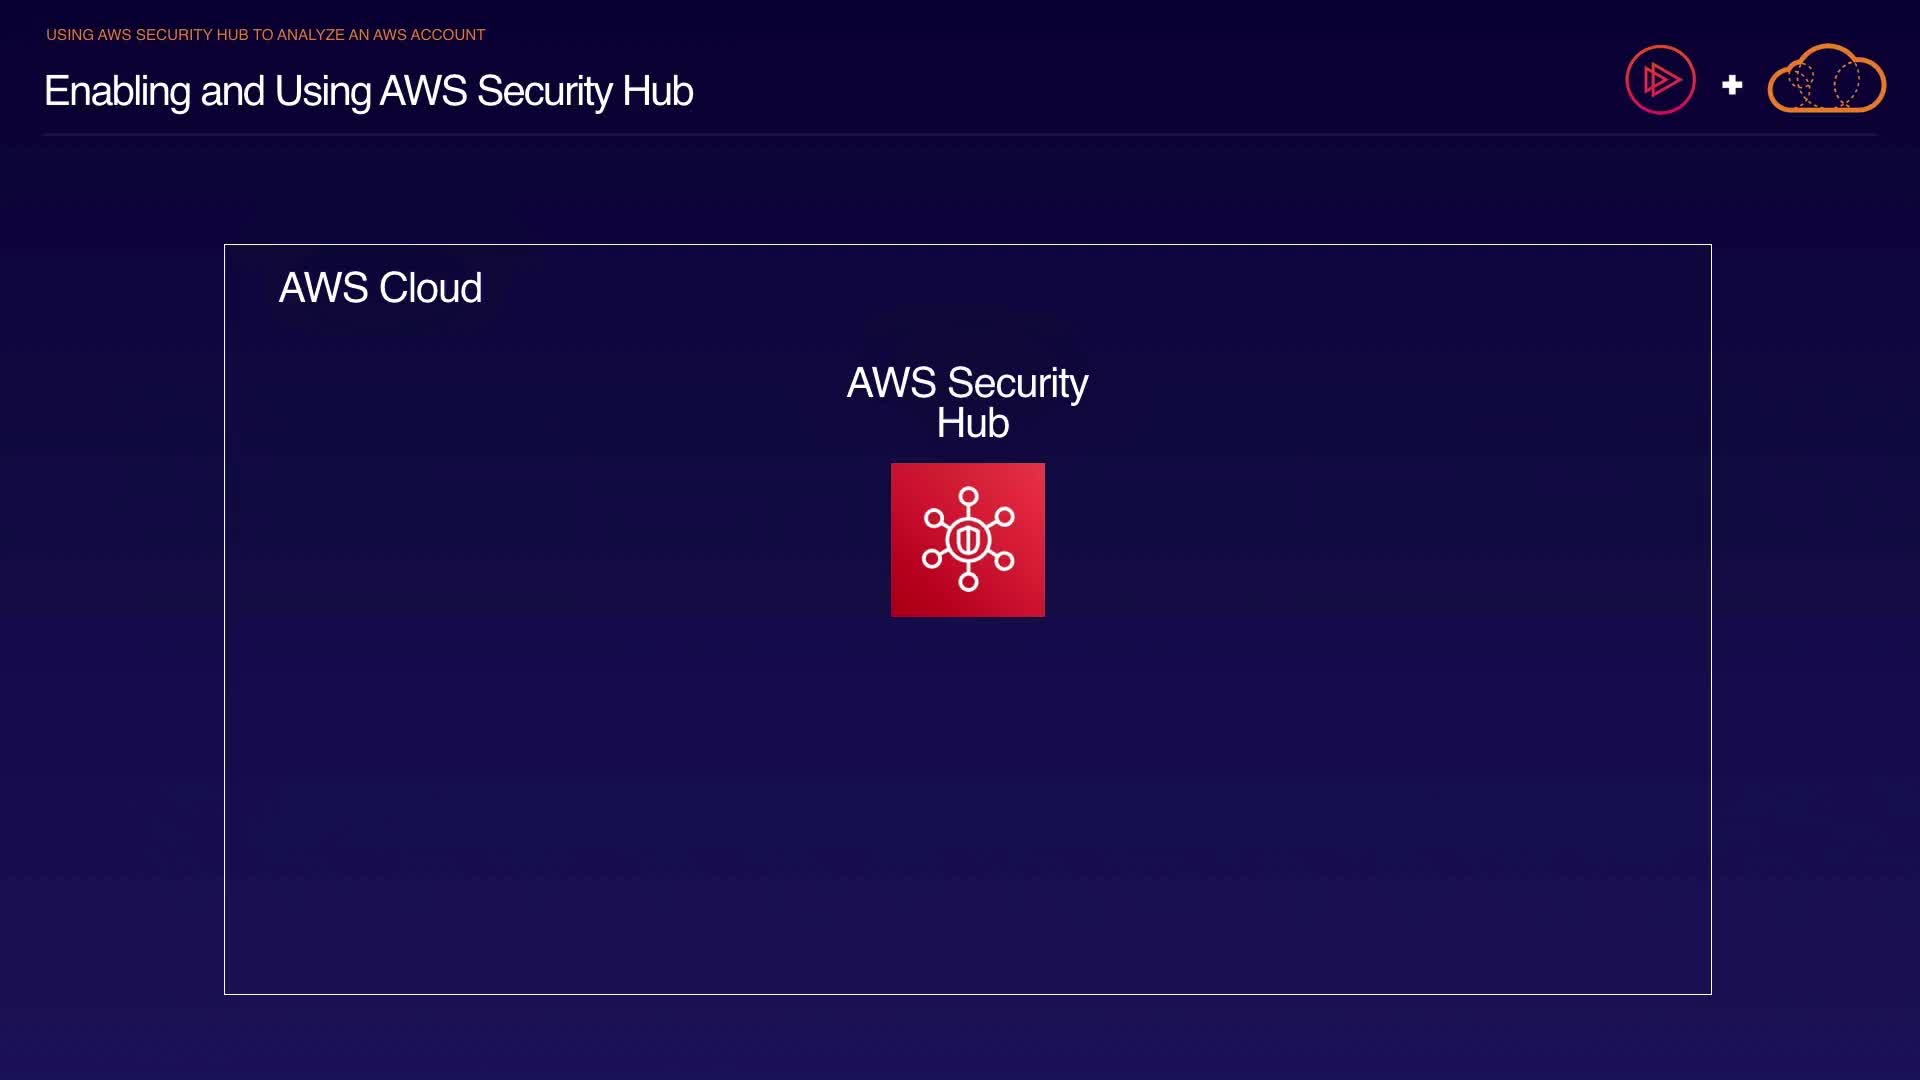 USING AWS SECURITY HUB TO ANALYZE AN AWS ACCOUNT
Enabling and Using AWS Security Hub
AWS Cloud
AWS Security
Hub